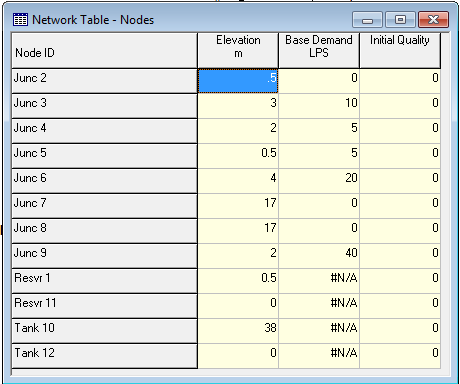 Network Table - Nodes
Node ID Elevation m Base Demand LPS Initial Quality
Junc 2 .5 0 0
Junc 3 3 10 0
Junc 4 2 5 0
Junc 5 0.5 5 0
Junc 6 4 20 0
Junc 7 17 0 0
Junc 8 17 0 0
Junc 9 2 40 0
Resvr 1 0.5 #N/A 0
Resvr 11 0 #N/A 0
Tank 10 38 #N/A 0
Tank 12 0 #N/A 0